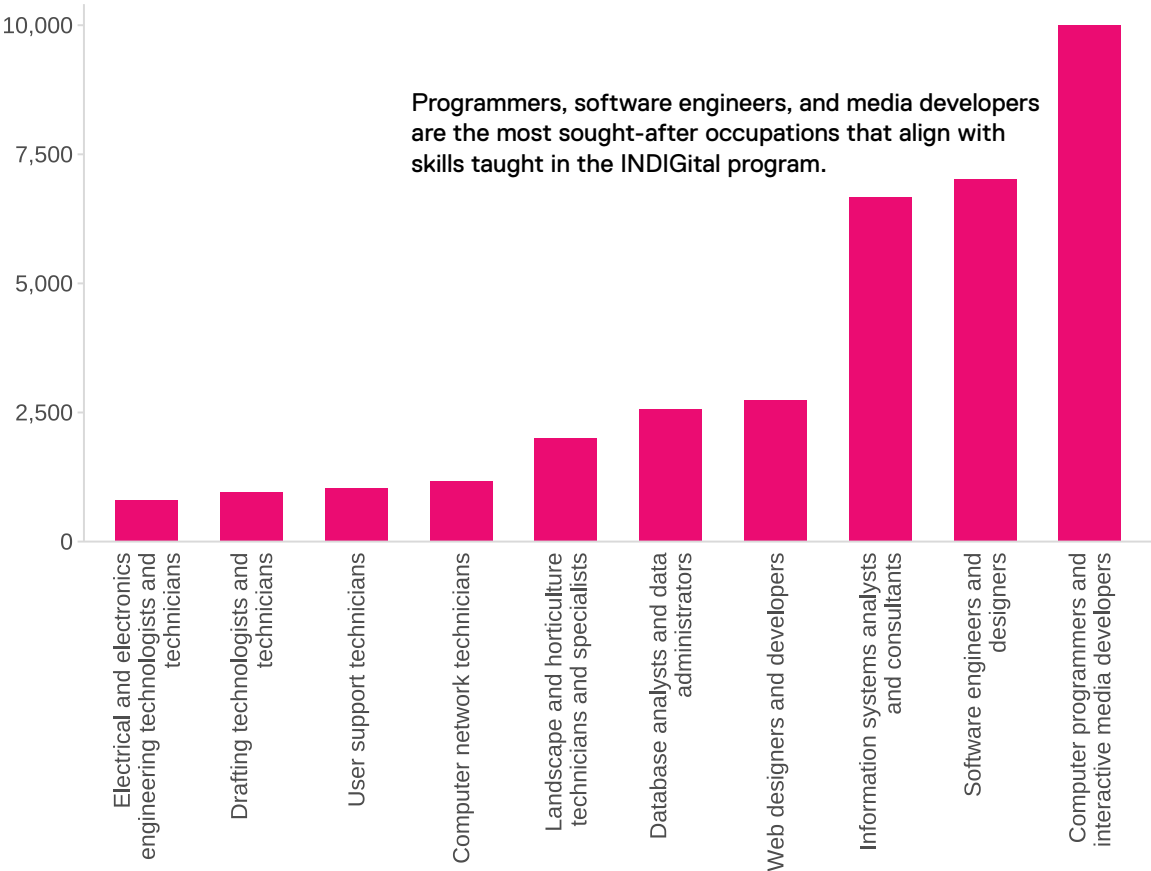 10,000
7,500
5,000
2,500
0
Programmers, software engineers, and media developers
are the most sought-after occupations that align with
skills taught in the INDIGital program.
Electrical and electronics
engineering technologists and
technicians
Drafting technologists and
technicians
User support technicians
Computer network technicians
Landscape and horticulture
technicians and specialists
Database analysts and data
administrators
Web designers and developers
Information systems analysts
and consultants
Software engineers and
designers
Computer programmers and
interactive media developers